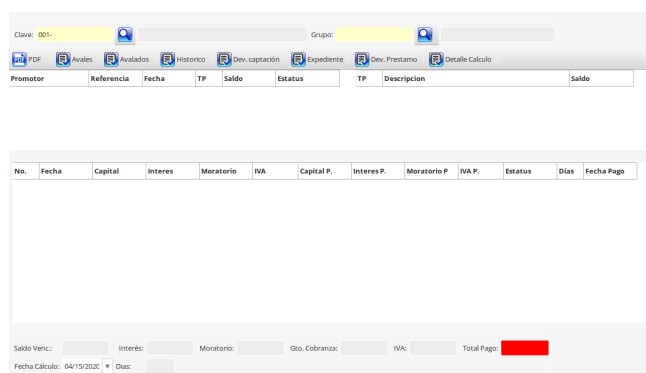 Clave: 001- Grupo:
PDF Avales Avalados Historico Dev. captación Expediente Dev. Prestamo Detalle Calculo
Promotor Referencia Fecha TP Saldo Estatus TP Descripcion Saldo
No. Fecha Capital Interes Moratorio IVA Capital P. Interes P. Moratorio P IVA P. Estatus Días Fecha Pago
Saldo Venc.: Interés: Moratorio: Gto. Cobranza: IVA: Total Pago:
Fecha Cálculo: 04/15/2020 Dias: